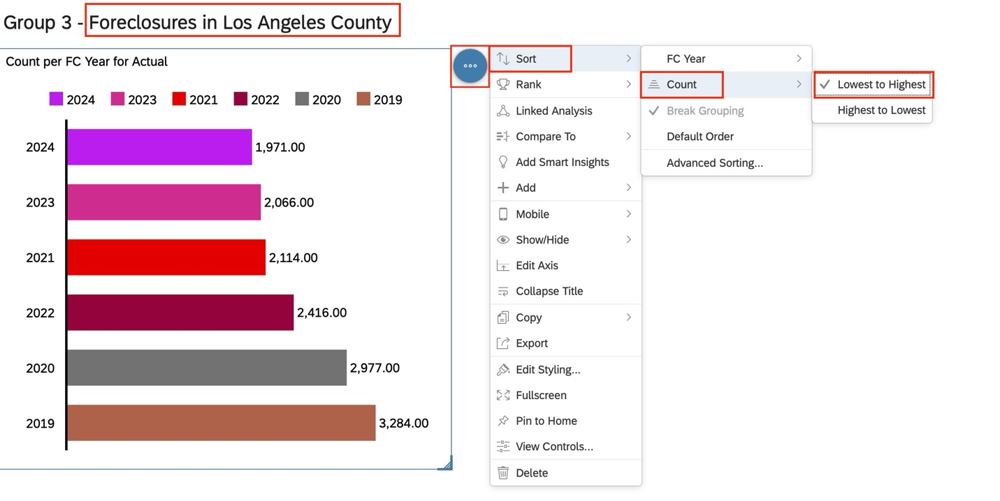 Group 3 - Foreclosures in Los Angeles County
Count per FC Year for Actual
2024 2023 2021 2022 2020 2019
2024 1,971.00
2023 2,066.00
2021 2,114.00
2022 2,416.00
2020 2,977.00
2019 3,284.00
Sort
Rank
Linked Analysis
Compare To
Add Smart Insights
Add
Mobile
Show/Hide
Edit Axis
Collapse Title
Copy
Export
Edit Styling...
Fullscreen
Pin to Home
View Controls...
Delete
FC Year
Count
Break Grouping
Default Order
Advanced Sorting...
Lowest to Highest
Highest to Lowest